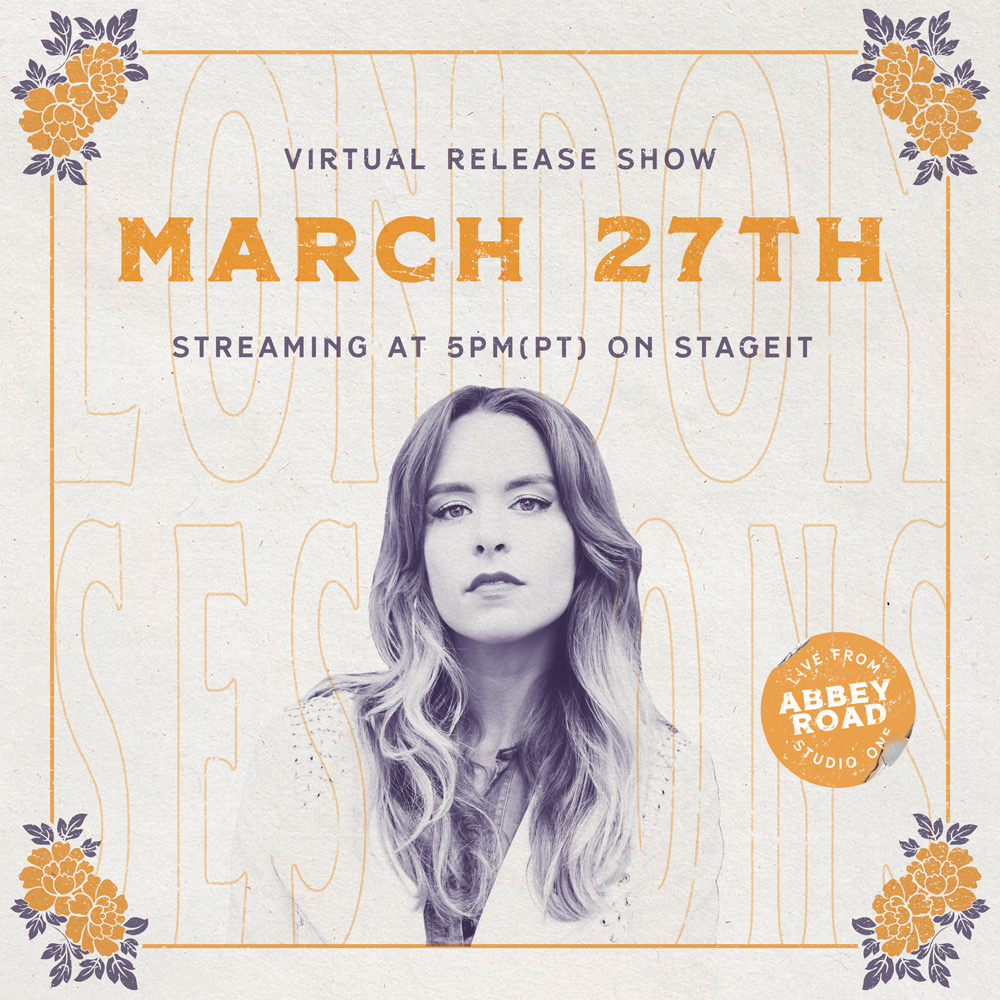 VIRTUAL RELEASE SHOW
MARCH 27TH
STREAMING AT 5PM(PT) ON STAGEIT
LONDON
SESSIONS
LIVE FROM
ABBEY
ROAD
STUDIO ONE